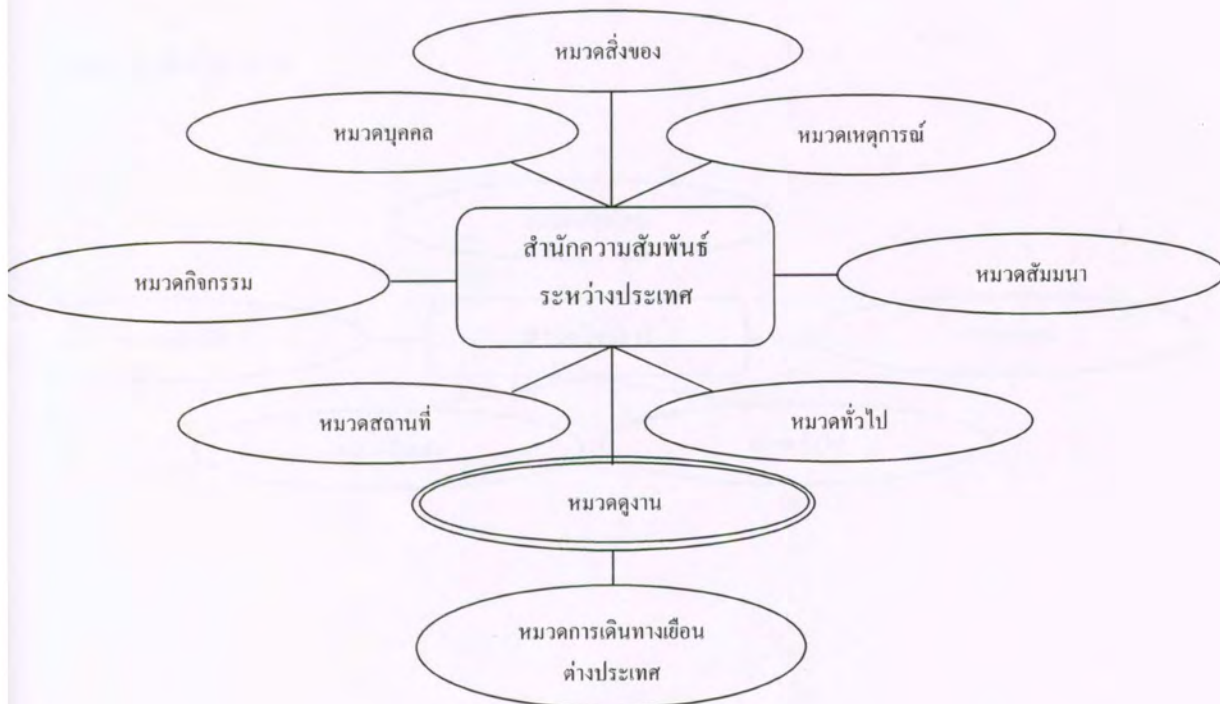 หมวดสิ่งของ
หมวดบุคคล
หมวดเหตุการณ์
สำนักความสัมพันธ์
ระหว่างประเทศ
หมวดกิจกรรม
หมวดสัมมนา
หมวดสถานที่
หมวดทั่วไป
หมวดดูงาน
หมวดการเดินทางเยือน
ต่างประเทศ